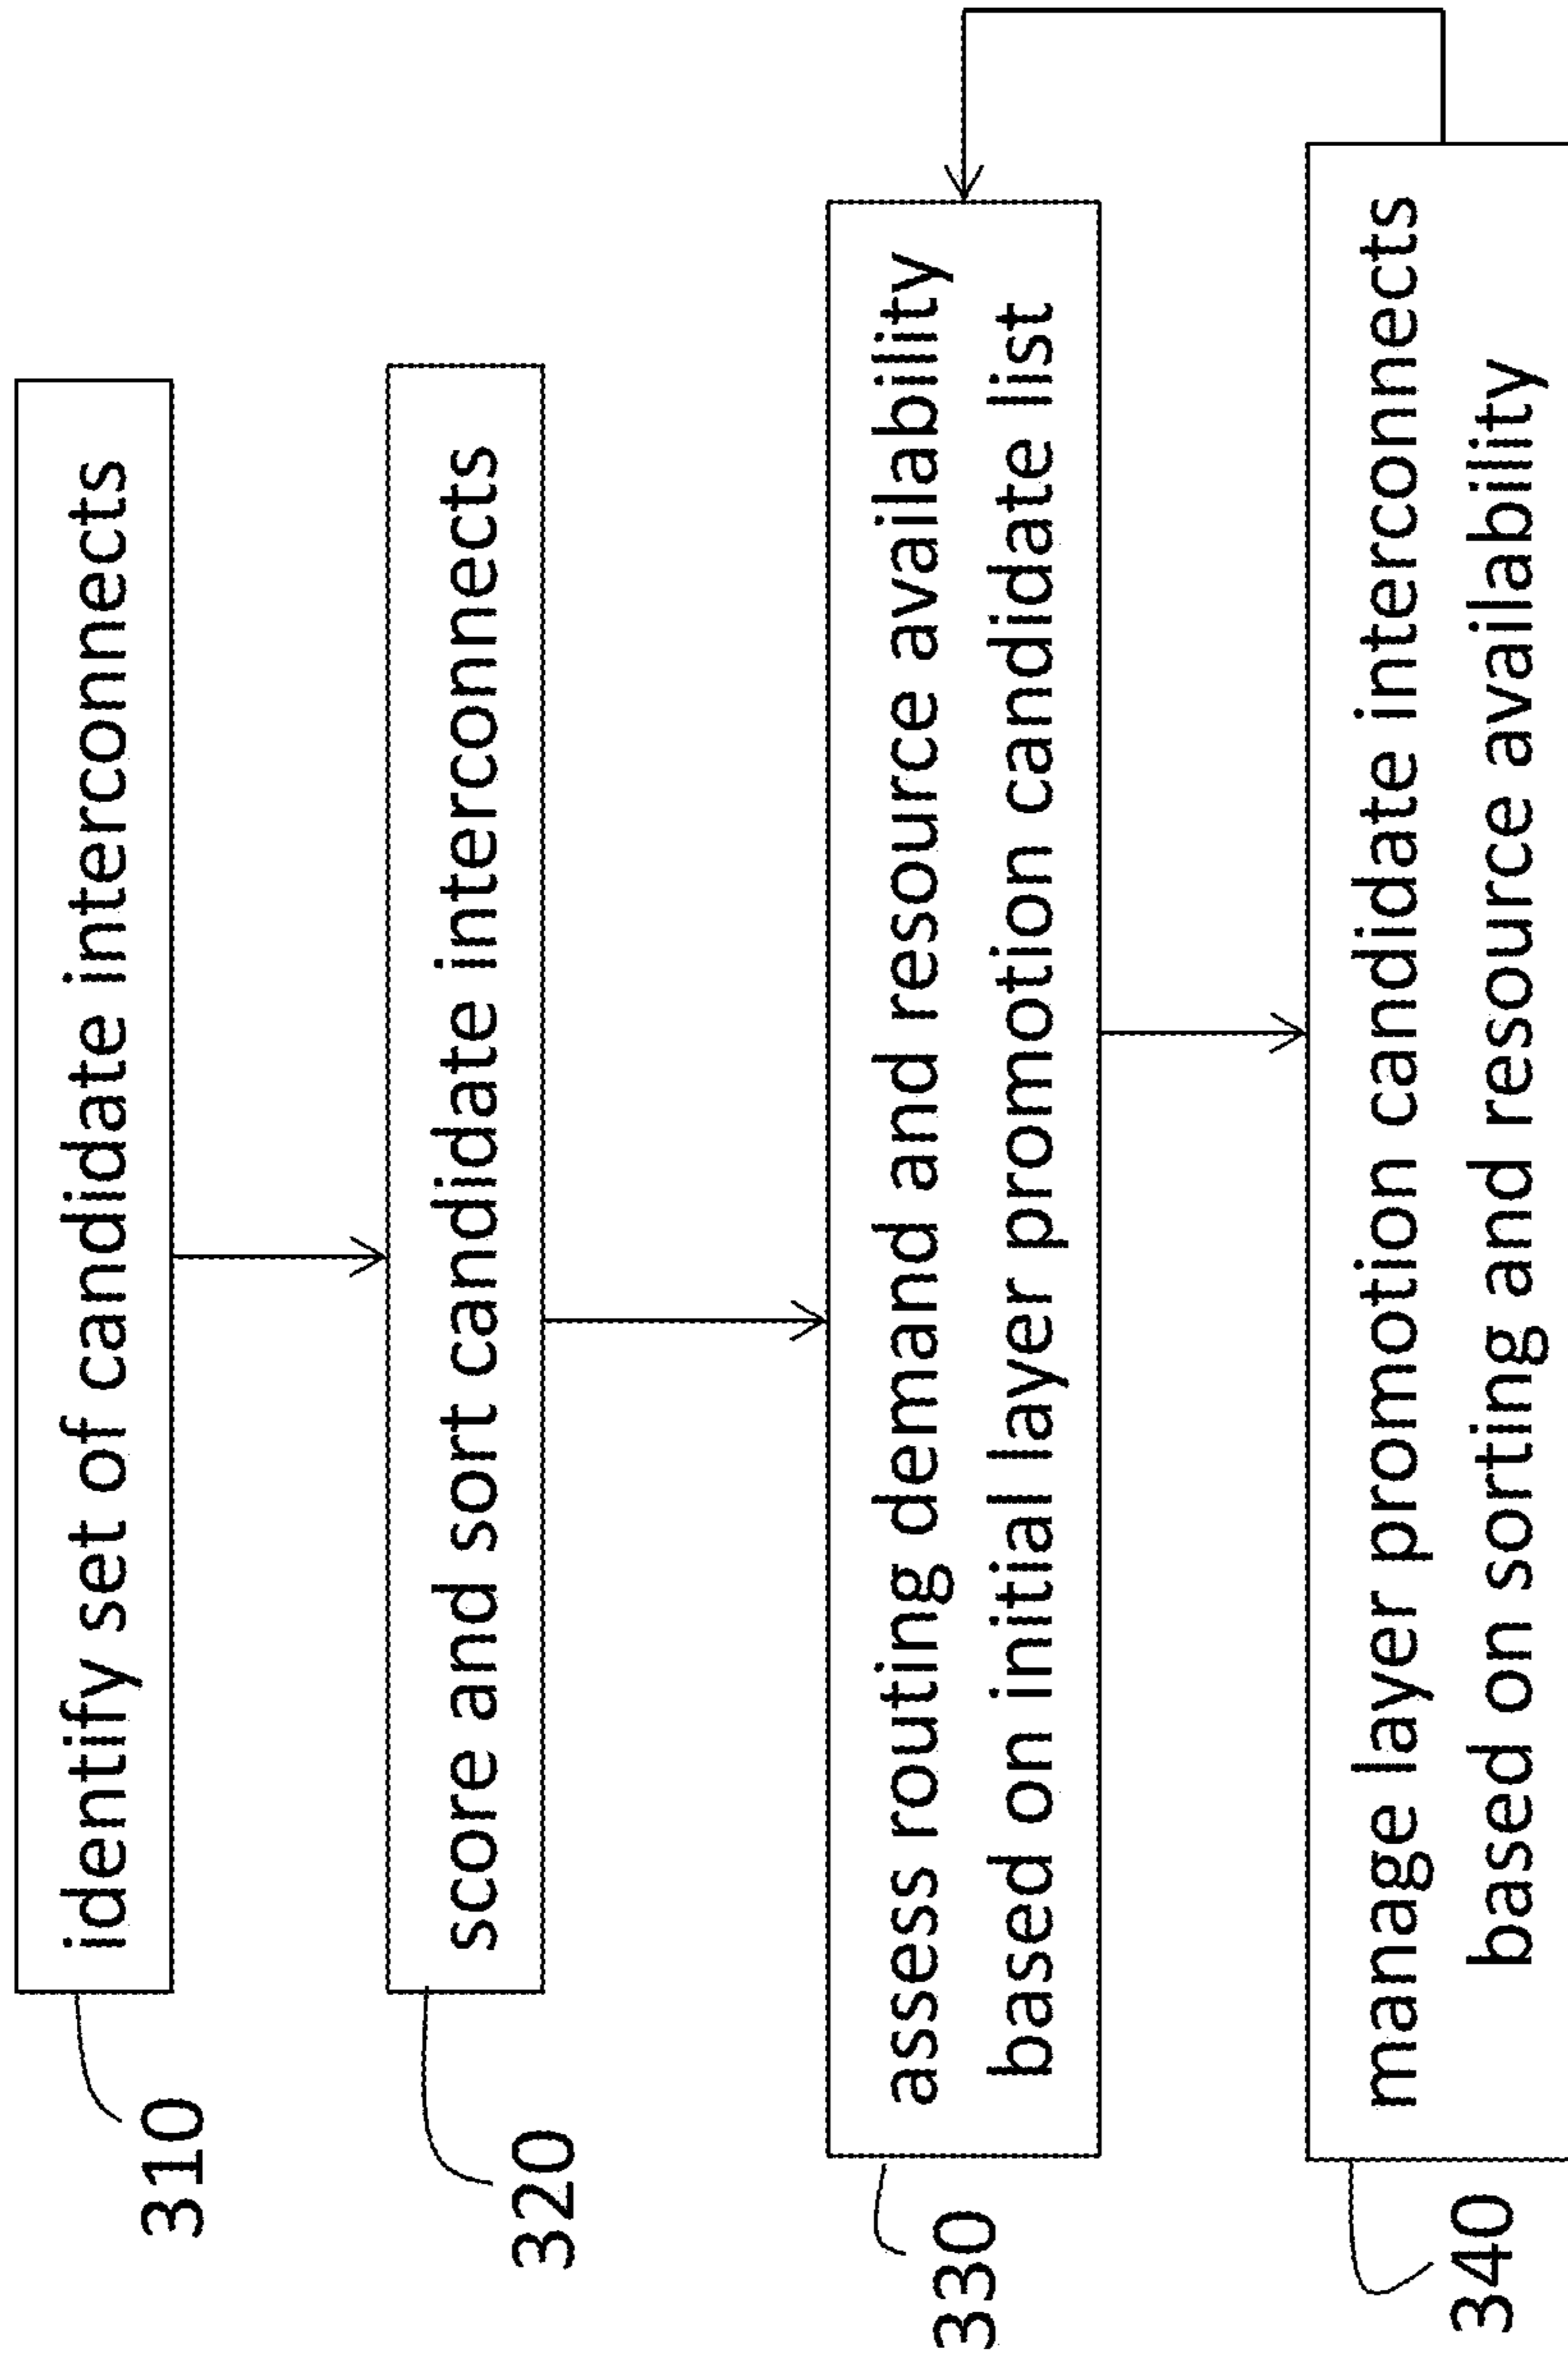 310
identify set of candidate interconnects
320
score and sort candidate interconnects
330
assess routing demand and resource availability
based on initial layer promotion candidate list
340
manage layer promotion candidate interconnects
based on sorting and resource availability